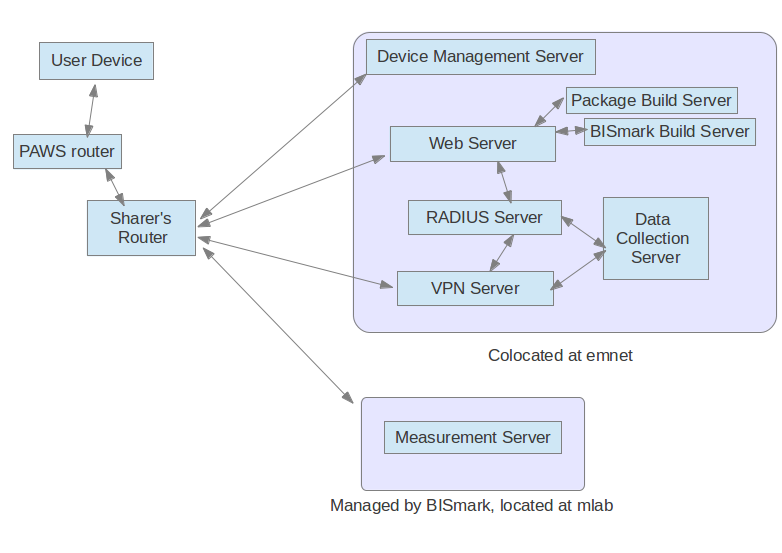 User Device
PAWS router
Sharer's
Router
Device Management Server
Package Build Server
BISmark Build Server
Web Server
RADIUS Server
Data
Collection
Server
VPN Server
Colocated at emnet
Measurement Server
Managed by BISmark, located at mlab